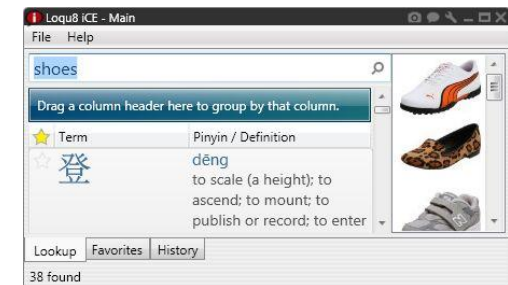 Loqu8 iCE - Main
File Help
shoes
Drag a column header here to group by that column.
Term Pinyin / Definition
登 dēng
to scale (a height); to
ascend; to mount; to
publish or record; to enter
Lookup Favorites History
38 found